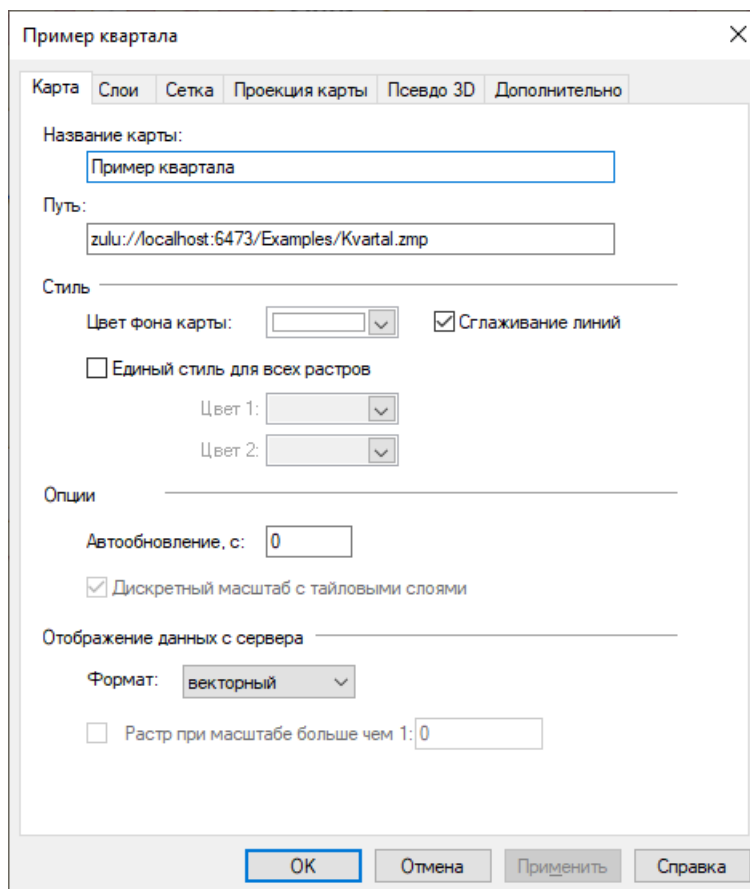 Пример квартала
Карта Слои Сетка Проекция карты Псевдо 3D Дополнительно
Название карты:
Пример квартала
Путь:
zulu://localhost:6473/Examples/Kvartal.zmp
Стиль
Цвет фона карты: Сглаживание линий
Единый стиль для всех растров
Цвет 1:
Цвет 2:
Опции
Автообновление, с: 0
Дискретный масштаб с тайловыми слоями
Отображение данных с сервера
Формат: векторный
Растр при масштабе больше чем 1: 0
OK Отмена Применить Справка